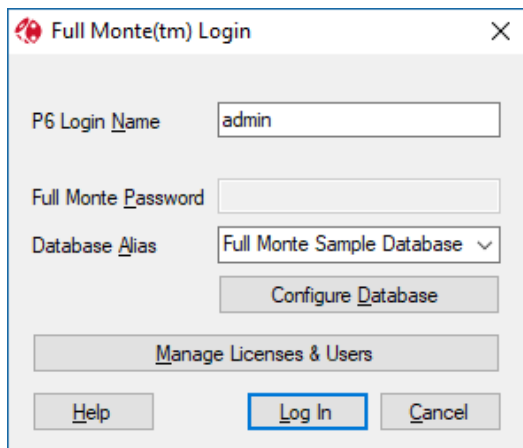 Full Monte(tm) Login
P6 Login Name admin
Full Monte Password
Database Alias Full Monte Sample Database
Configure Database
Manage Licenses & Users
Help Log In Cancel